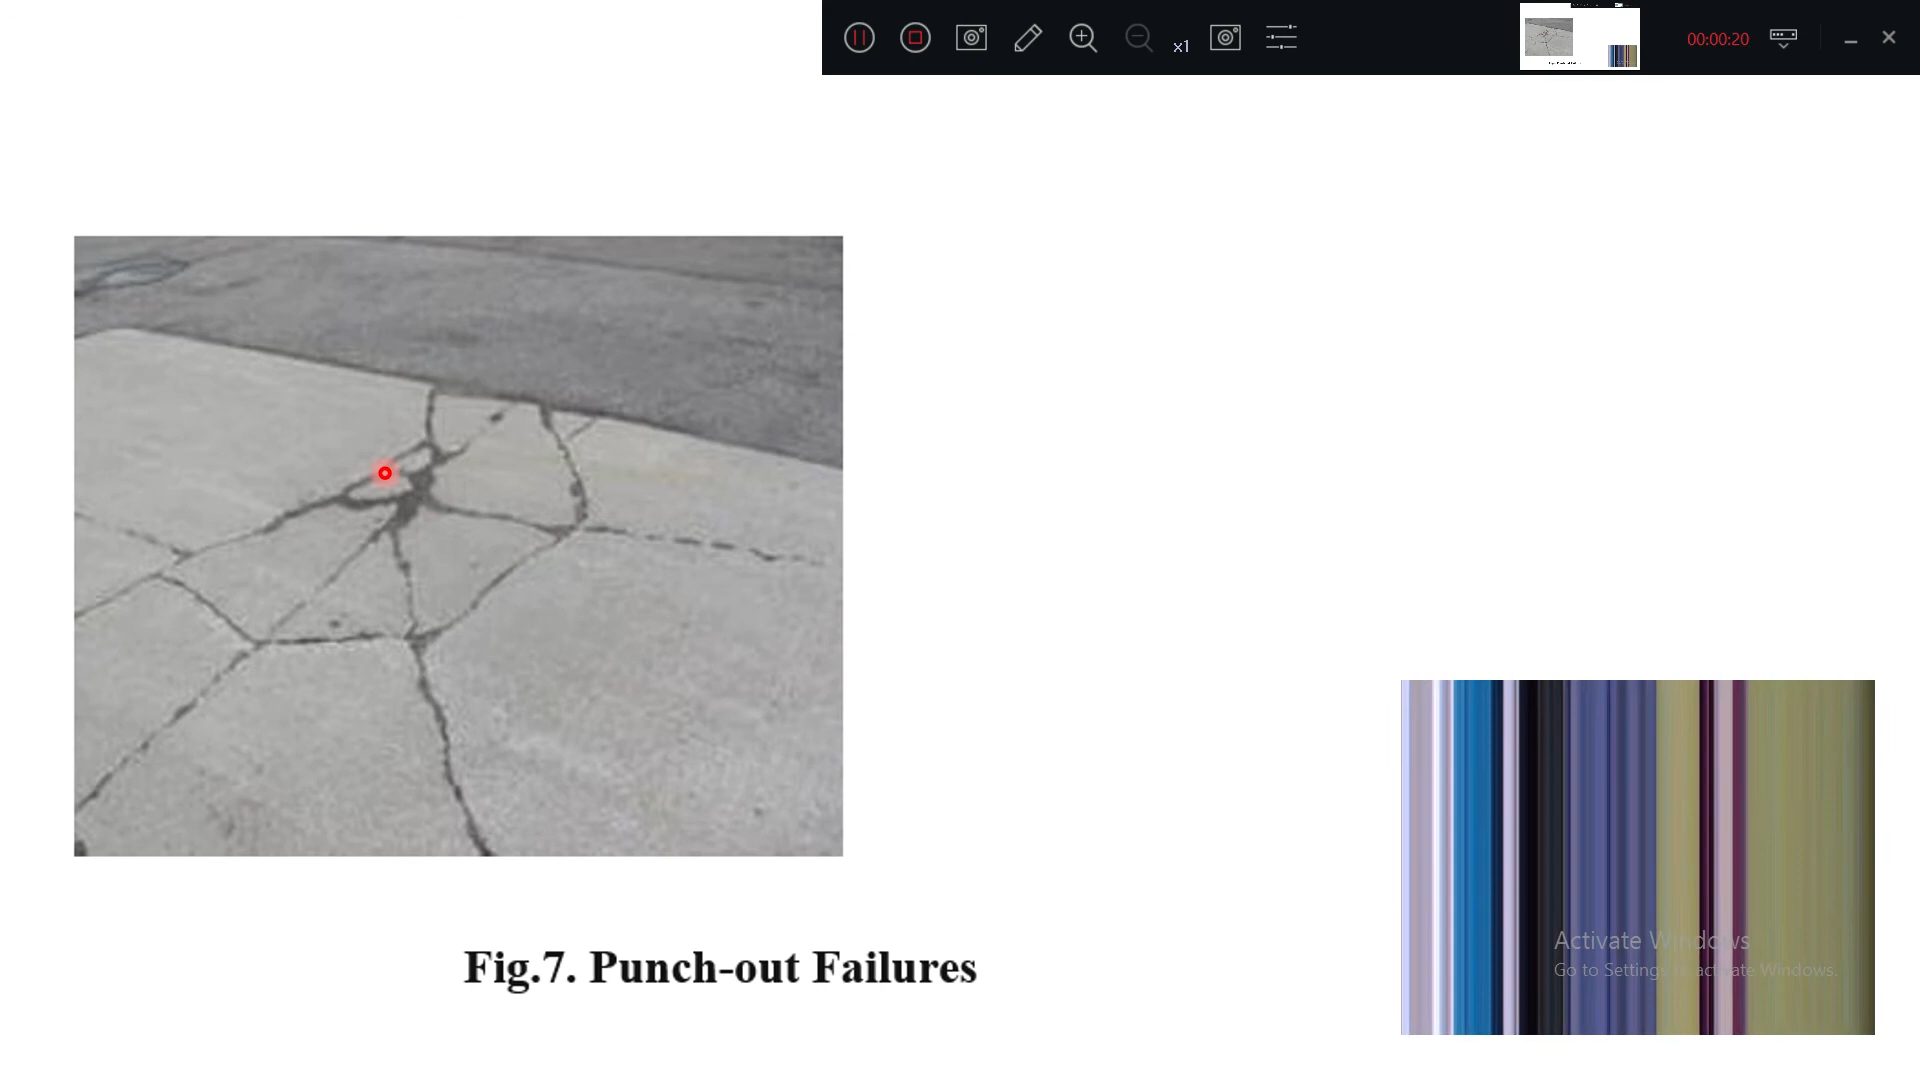 x1
00:00:20
Fig.7. Punch-out Failures
Activate Windows
Go to Settings to activate Windows.